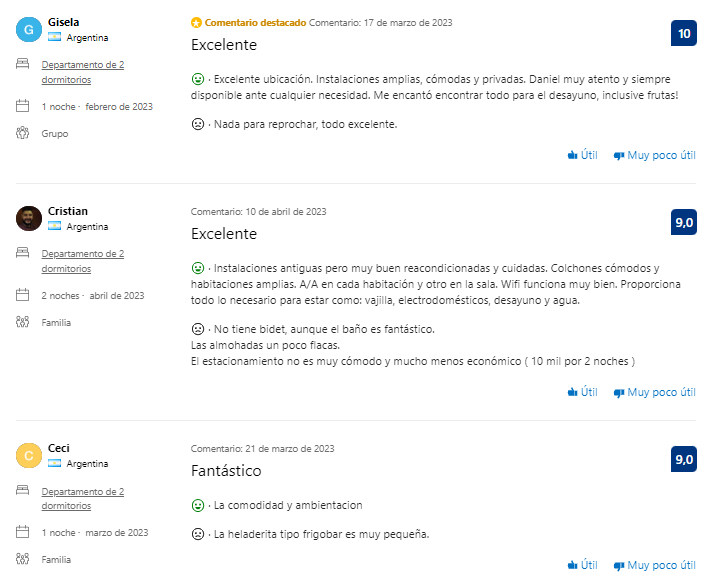 G
Gisela
Argentina
Departamento de 2
dormitorios
1 noche · febrero de 2023
Grupo
Comentario destacado Comentario: 17 de marzo de 2023
10
Excelente
· Excelente ubicación. Instalaciones amplias, cómodas y privadas. Daniel muy atento y siempre
disponible ante cualquier necesidad. Me encantó encontrar todo para el desayuno, inclusive frutas!
· Nada para reprochar, todo excelente.
Útil Muy poco útil
Cristian
Argentina
Departamento de 2
dormitorios
2 noches · abril de 2023
Familia
Comentario: 10 de abril de 2023
9,0
Excelente
· Instalaciones antiguas pero muy buen reacondicionadas y cuidadas. Colchones cómodos y
habitaciones amplias. A/A en cada habitación y otro en la sala. Wifi funciona muy bien. Proporciona
todo lo necesario para estar como: vajilla, electrodomésticos, desayuno y agua.
· No tiene bidet, aunque el baño es fantástico.
Las almohadas un poco flacas.
El estacionamiento no es muy cómodo y mucho menos económico ( 10 mil por 2 noches )
Útil Muy poco útil
C
Ceci
Argentina
Departamento de 2
dormitorios
1 noche · marzo de 2023
Familia
Comentario: 21 de marzo de 2023
9,0
Fantástico
· La comodidad y ambientacion
· La heladerita tipo frigobar es muy pequeña.
Útil Muy poco útil